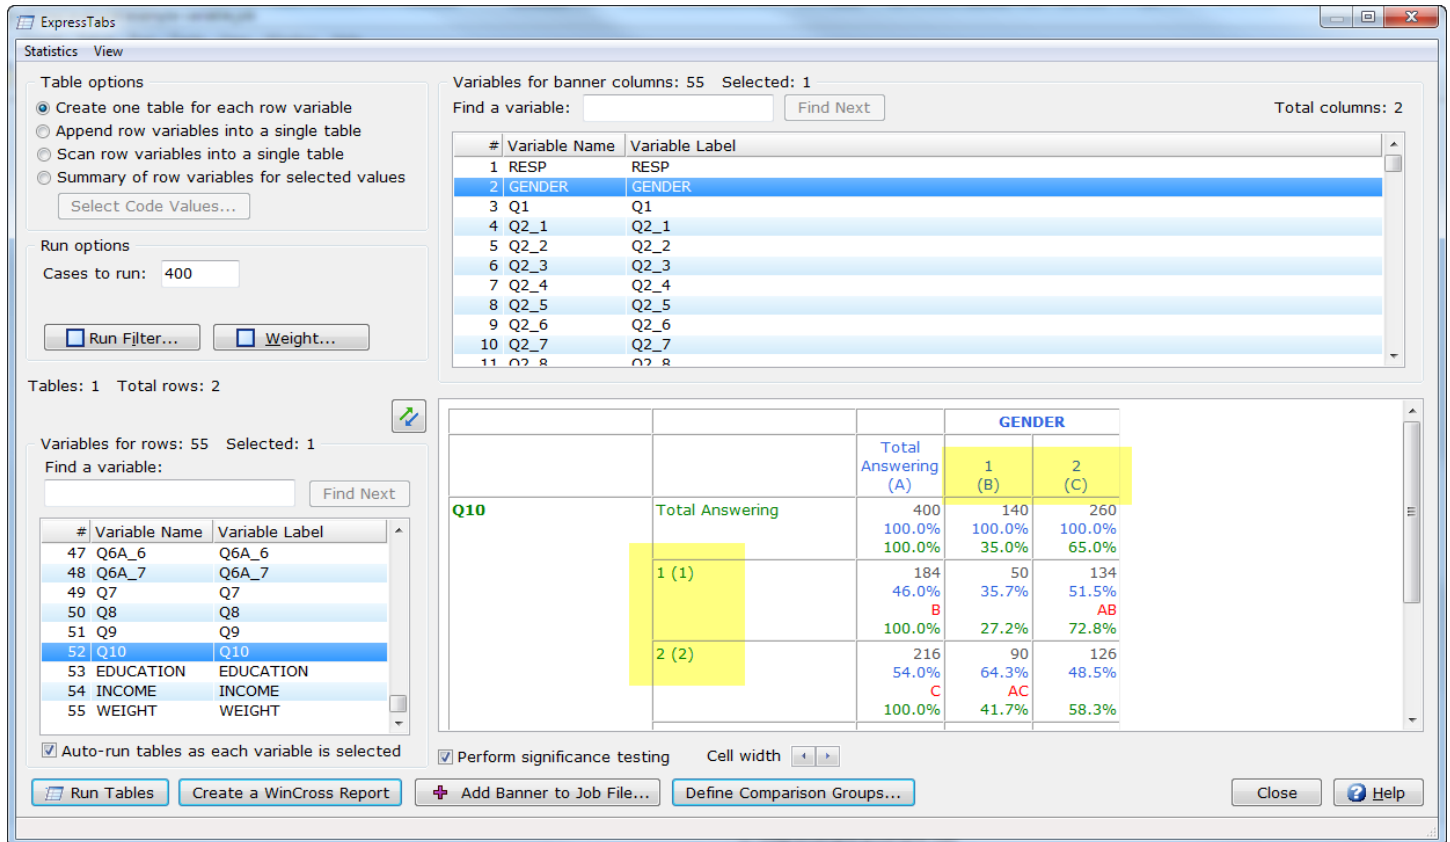 ExpressTabs
Statistics View
Table options
Create one table for each row variable
Append row variables into a single table
Scan row variables into a single table
Summary of row variables for selected values
Select Code Values...
Run options
Cases to run: 400
Run Filter... Weight...
Tables: 1 Total rows: 2
Variables for rows: 55 Selected: 1
Find a variable:
Find Next
# Variable Name Variable Label
47 Q6A_6 Q6A_6
48 Q6A_7 Q6A_7
49 Q7 Q7
50 Q8 Q8
51 Q9 Q9
52 Q10 Q10
53 EDUCATION EDUCATION
54 INCOME INCOME
55 WEIGHT WEIGHT
Auto-run tables as each variable is selected
Variables for banner columns: 55 Selected: 1
Find a variable: Find Next Total columns: 2
# Variable Name Variable Label
1 RESP RESP
2 GENDER GENDER
3 Q1 Q1
4 Q2_1 Q2_1
5 Q2_2 Q2_2
6 Q2_3 Q2_3
7 Q2_4 Q2_4
8 Q2_5 Q2_5
9 Q2_6 Q2_6
10 Q2_7 Q2_7
11 Q2_8 Q2_8
GENDER
Total
Answering 1 2
(A) (B) (C)
Q10 Total Answering 400 140 260
100.0% 100.0% 100.0%
100.0% 35.0% 65.0%
1 (1) 184 50 134
46.0% 35.7% 51.5%
B AB
100.0% 27.2% 72.8%
2 (2) 216 90 126
54.0% 64.3% 48.5%
C AC
100.0% 41.7% 58.3%
Perform significance testing Cell width
Run Tables Create a WinCross Report Add Banner to Job File... Define Comparison Groups... Close Help